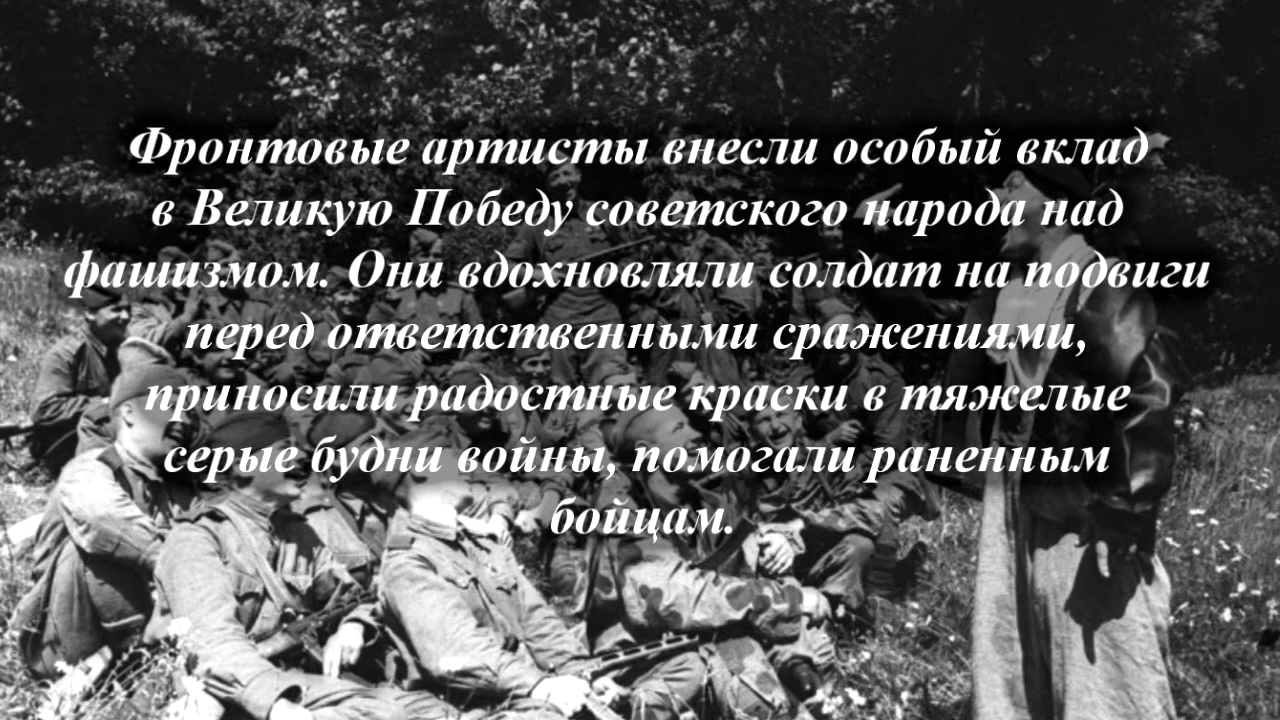 Фронтовые артисты внесли особый вклад
в Великую Победу советского народа над
фашизмом. Они вдохновляли солдат на подвиги
перед ответственными сражениями,
приносили радостные краски в тяжелые
серые будни войны, помогали раненным
бойцам.